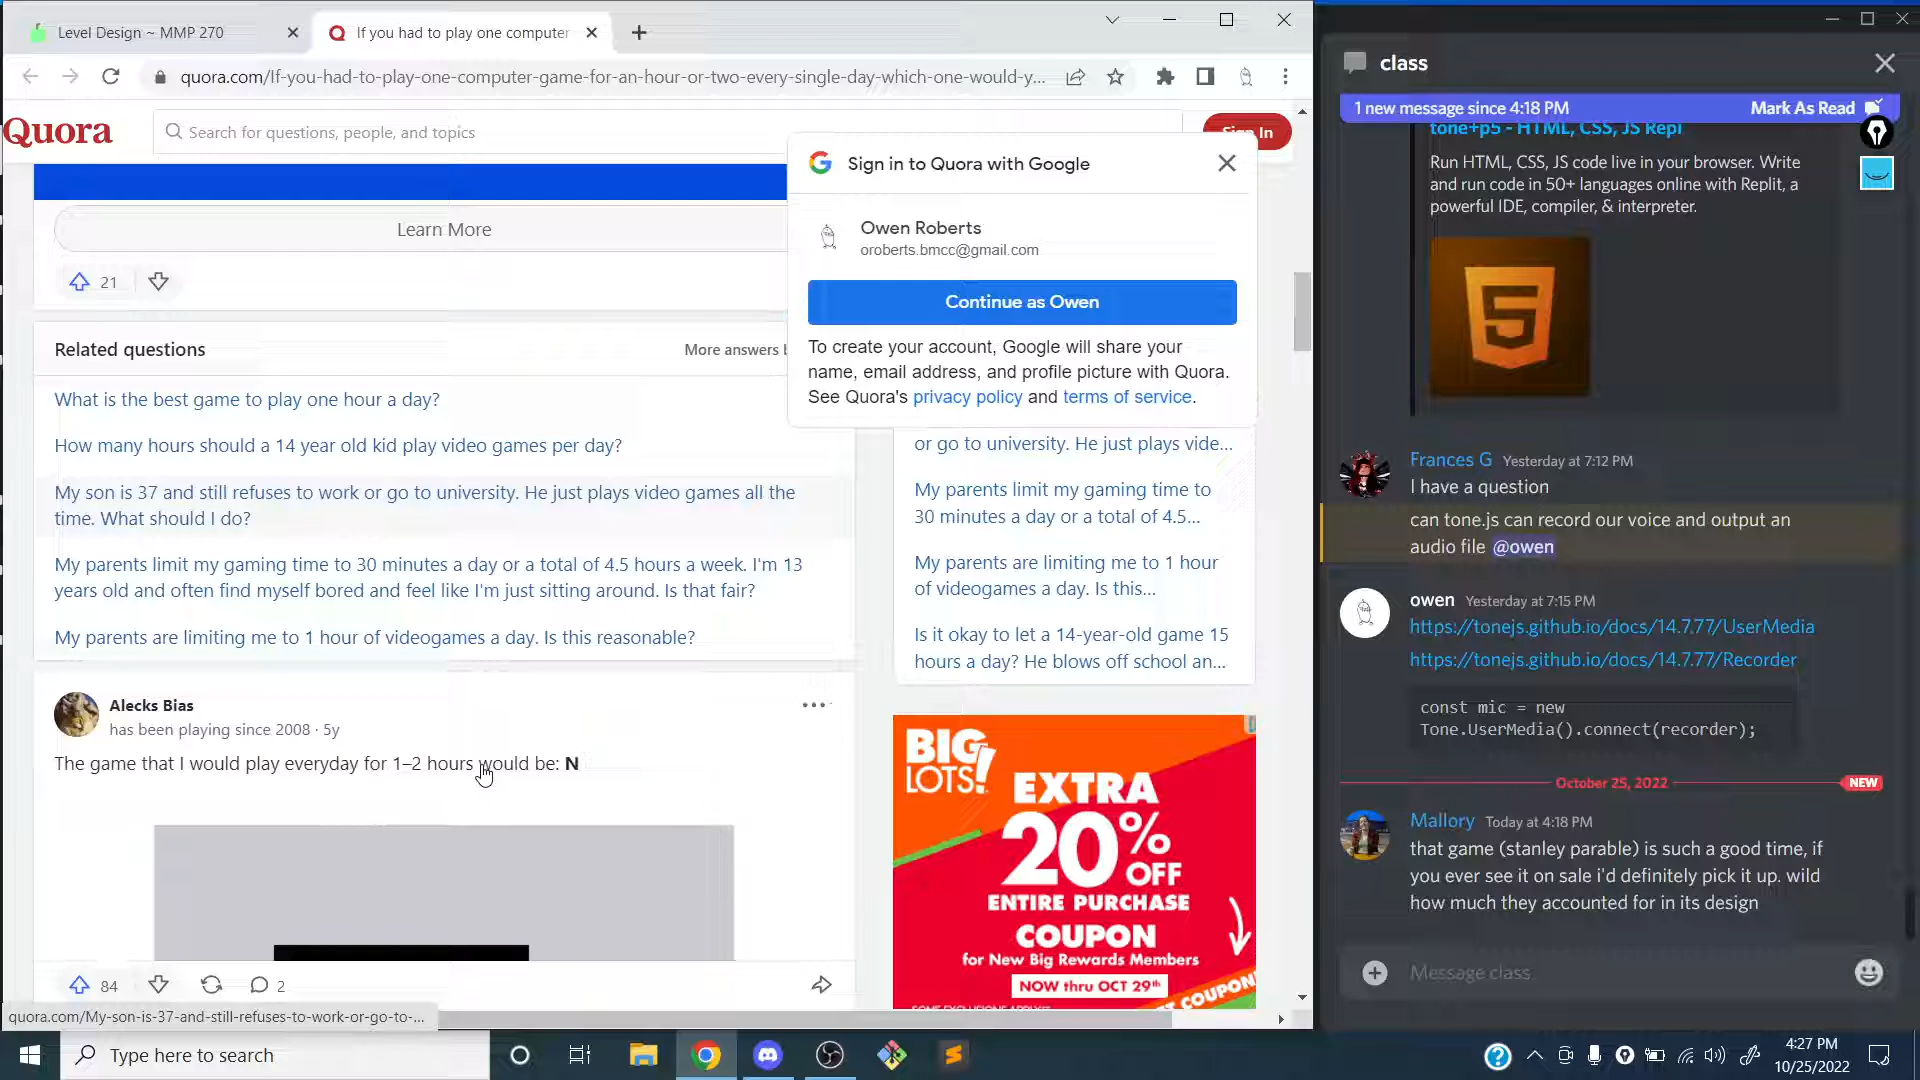 Level Design ~ MMP 270
If you had to play one computer
quora.com/If-you-had-to-play-one-computer-game-for-an-hour-or-two-every-single-day-which-one-would-y...
Quora
Search for questions, people, and topics
Sign In
Learn More
21
Sign in to Quora with Google
Owen Roberts
oroberts.bmcc@gmail.com
Continue as Owen
To create your account, Google will share your
name, email address, and profile picture with Quora.
See Quora's privacy policy and terms of service.
Related questions
More answers b
What is the best game to play one hour a day?
How many hours should a 14 year old kid play video games per day?
My son is 37 and still refuses to work or go to university. He just plays video games all the
time. What should I do?
My parents limit my gaming time to 30 minutes a day or a total of 4.5 hours a week. I'm 13
years old and often find myself bored and feel like I'm just sitting around. Is that fair?
My parents are limiting me to 1 hour of videogames a day. Is this reasonable?
or go to university. He just plays vide...
My parents limit my gaming time to
30 minutes a day or a total of 4.5...
My parents are limiting me to 1 hour
of videogames a day. Is this...
Is it okay to let a 14-year-old game 15
hours a day? He blows off school an...
Alecks Bias
has been playing since 2008 · 5y
The game that I would play everyday for 1–2 hours would be: N
84
2
BIG
LOTS!
EXTRA
20% OFF
ENTIRE PURCHASE
COUPON
for New Big Rewards Members
NOW thru OCT 29th
COUPON
quora.com/My-son-is-37-and-still-refuses-to-work-or-go-to-...
class
1 new message since 4:18 PM
Mark As Read
tone+p5 - HTML, CSS, JS Repl
Run HTML, CSS, JS code live in your browser. Write
and run code in 50+ languages online with Replit, a
powerful IDE, compiler, & interpreter.
5
Frances G Yesterday at 7:12 PM
I have a question
can tone.js can record our voice and output an
audio file @owen
owen Yesterday at 7:15 PM
https://tonejs.github.io/docs/14.7.77/UserMedia
https://tonejs.github.io/docs/14.7.77/Recorder
const mic = new
Tone.UserMedia().connect(recorder);
October 25, 2022
NEW
Mallory Today at 4:18 PM
that game (stanley parable) is such a good time, if
you ever see it on sale i'd definitely pick it up. wild
how much they accounted for in its design
Message class
Type here to search
4:27 PM
10/25/2022